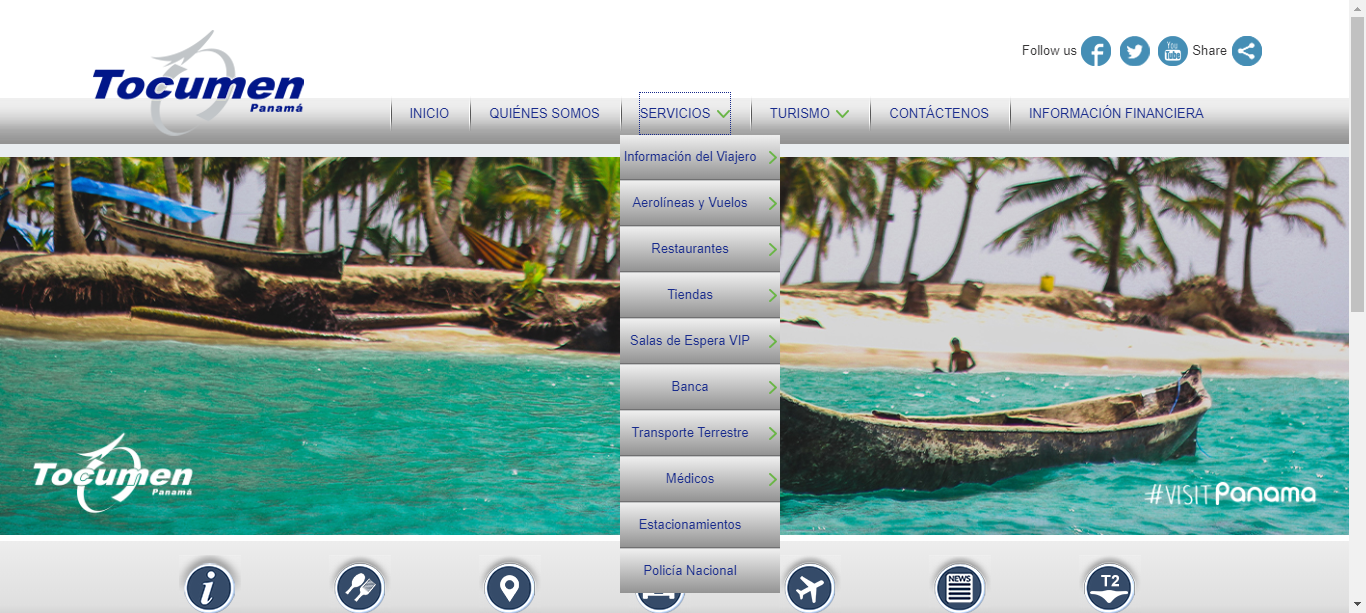 Follow us
You
Tube
Share
Tocumen
Panamá
INICIO
QUIÉNES SOMOS
SERVICIOS
TURISMO
CONTÁCTENOS
INFORMACIÓN FINANCIERA
Información del Viajero
Aerolíneas y Vuelos
Restaurantes
Tiendas
Salas de Espera VIP
Banca
Transporte Terrestre
Médicos
Estacionamientos
Policía Nacional
Tocumen
Panamá
#VISITPanama
NEWS
T2